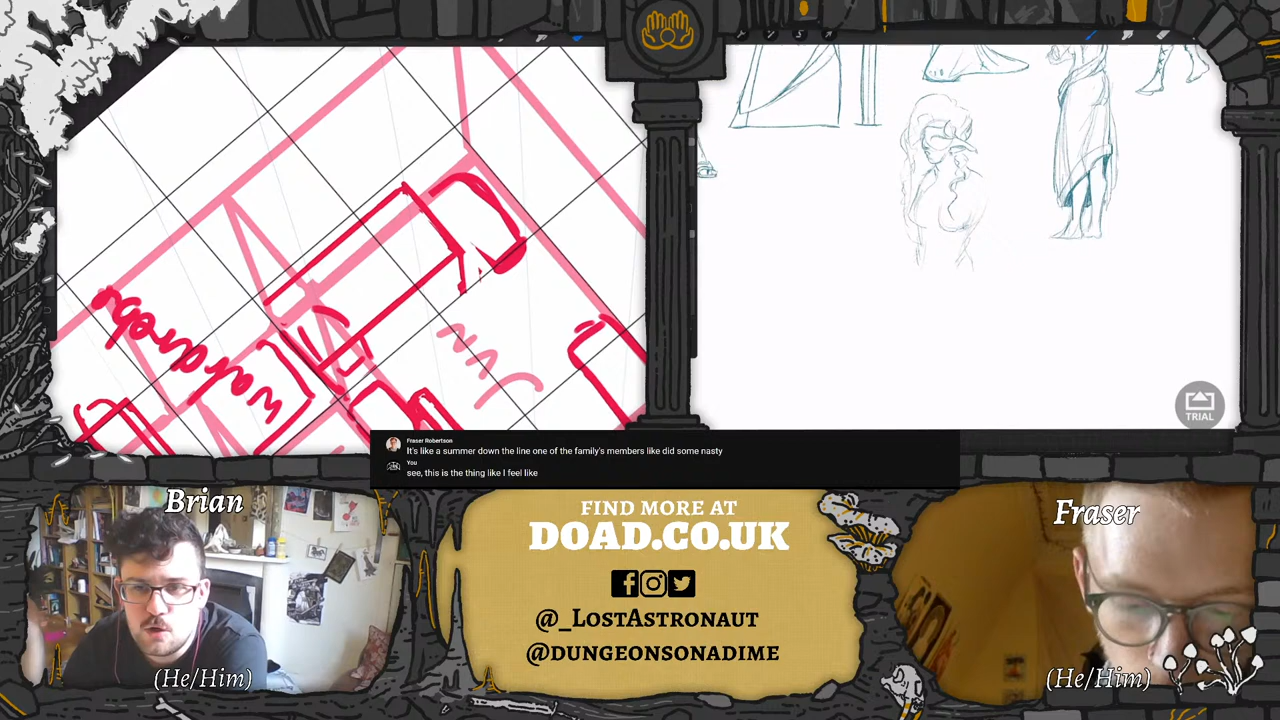 wardrobe
TRIAL
Fraser Robertson
It's like a summer down the line one of the family's members like did some nasty
You
see, this is the thing like I feel like
Brian
(He/Him)
FIND MORE AT
DOAD.CO.UK
@_LostAstronaut
@dungeonsonadime
Fraser
(He/Him)